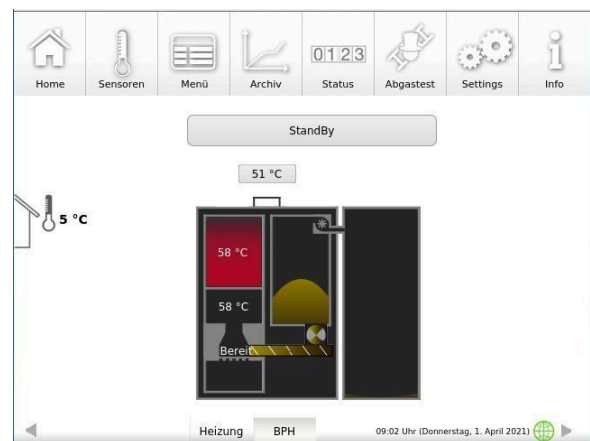 Home Sensoren Menü Archiv 0123 Status Abgastest Settings Info
StandBy
51 °C
5 °C
58 °C
58 °C
Bereit
Heizung BPH 09:02 Uhr (Donnerstag, 1. April 2021)